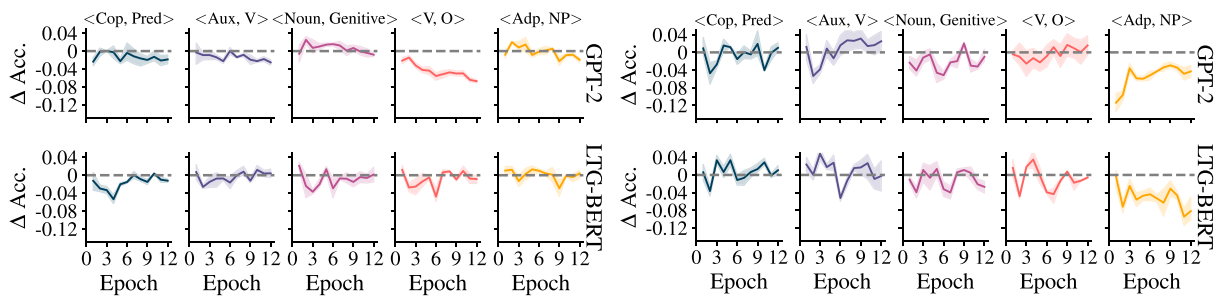 <Cop, Pred> <Aux, V> <Noun, Genitive> <V, O> <Adp, NP>
<Cop, Pred> <Aux, V> <Noun, Genitive> <V, O> <Adp, NP>
Δ Acc.
0.04
0
-0.04
-0.08
-0.12
GPT-2
Δ Acc.
0.04
0
-0.04
-0.08
-0.12
GPT-2
Δ Acc.
0.04
0
-0.04
-0.08
-0.12
LTG-BERT
Δ Acc.
0.04
0
-0.04
-0.08
-0.12
LTG-BERT
0 3 6 9 12 0 3 6 9 12 0 3 6 9 12 0 3 6 9 12 0 3 6 9 12
0 3 6 9 12 0 3 6 9 12 0 3 6 9 12 0 3 6 9 12 0 3 6 9 12
Epoch Epoch Epoch Epoch Epoch
Epoch Epoch Epoch Epoch Epoch